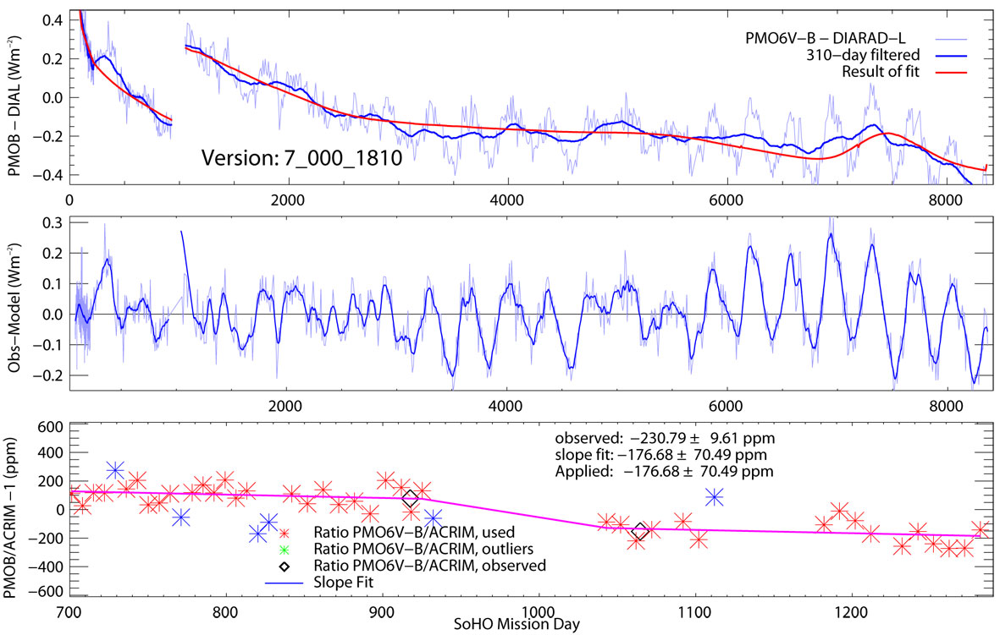 PMOB – DIAL (Wm⁻²)
0.4
0.2
0.0
−0.2
−0.4
PMO6V−B – DIARAD−L
310−day filtered
Result of fit
Version: 7_000_1810
0 2000 4000 6000 8000
Obs−Model (Wm⁻²)
0.3
0.2
0.1
0.0
−0.1
−0.2
2000 4000 6000 8000
PMOB/ACRIM −1 (ppm)
600
400
200
0
−200
−400
−600
observed: −230.79 ± 9.61 ppm
slope fit: −176.68 ± 70.49 ppm
Applied: −176.68 ± 70.49 ppm
Ratio PMO6V−B/ACRIM, used
Ratio PMO6V−B/ACRIM, outliers
Ratio PMO6V−B/ACRIM, observed
Slope Fit
700 800 900 1000 1100 1200
SoHO Mission Day